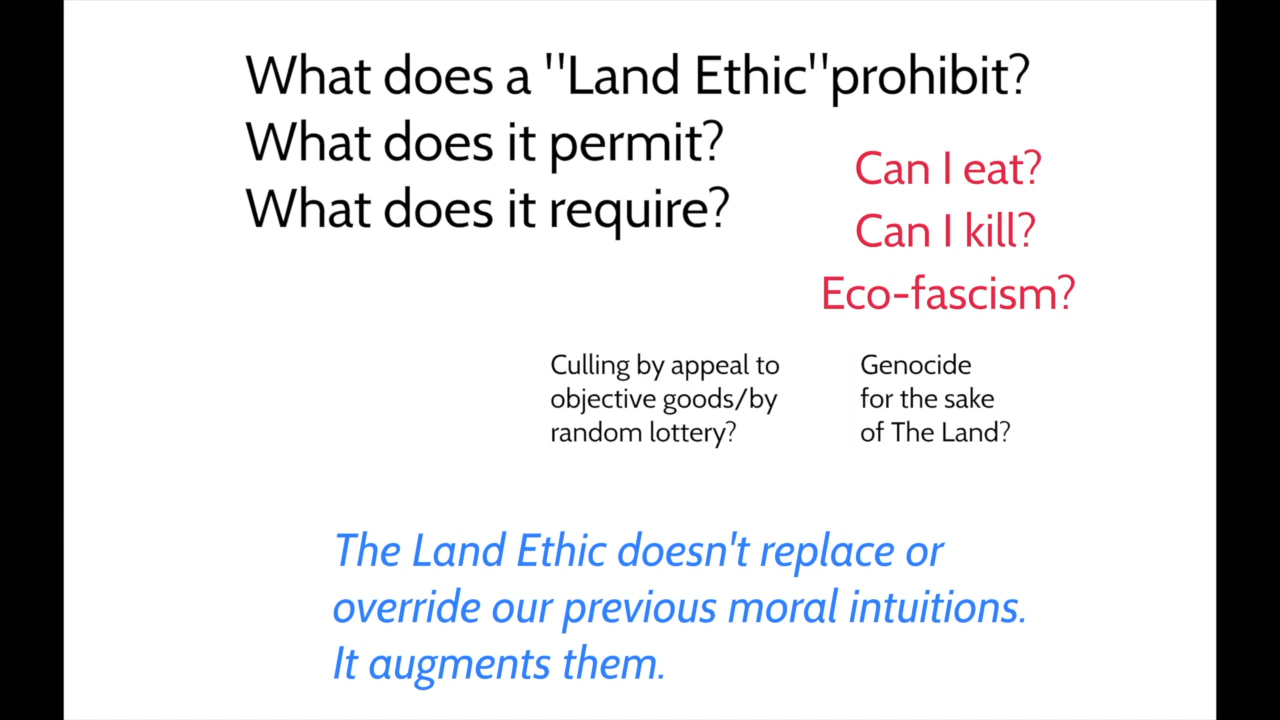 What does a "Land Ethic"prohibit?
What does it permit?
What does it require?
Can I eat?
Can I kill?
Eco-fascism?
Culling by appeal to
objective goods/by
random lottery?
Genocide
for the sake
of The Land?
The Land Ethic doesn't replace or
override our previous moral intuitions.
It augments them.